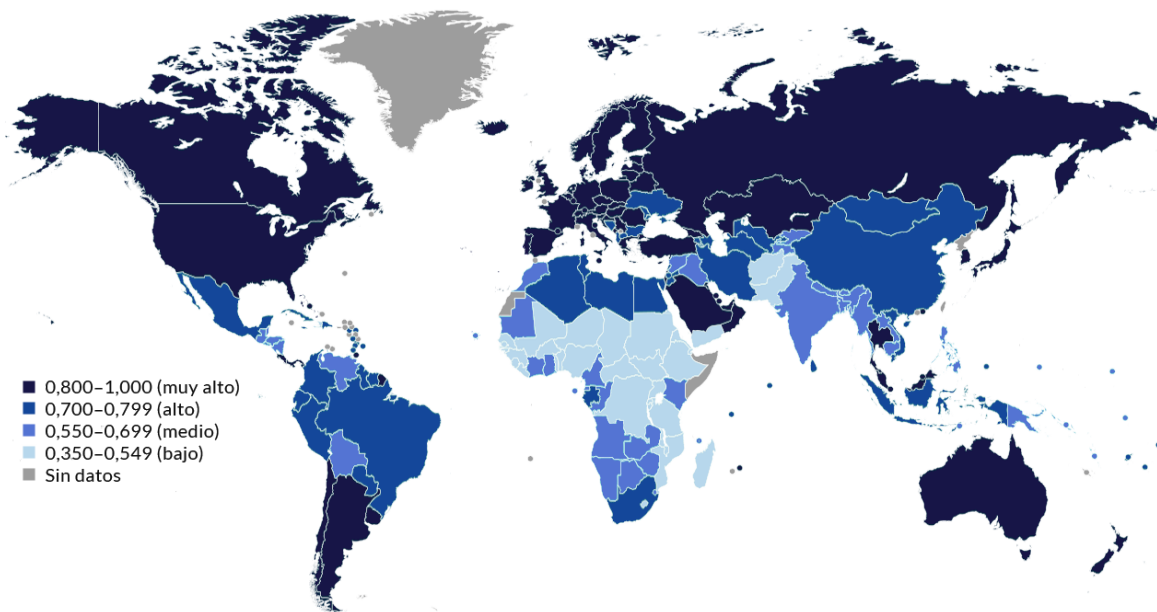 0,800–1,000 (muy alto)
0,700–0,799 (alto)
0,550–0,699 (medio)
0,350–0,549 (bajo)
Sin datos